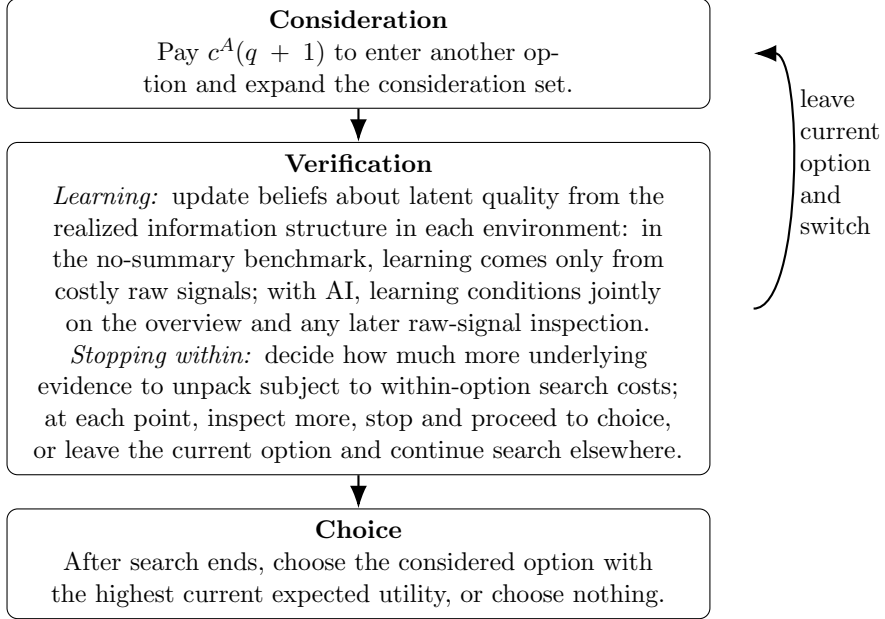 Consideration
Pay c^A(q + 1) to enter another op-
tion and expand the consideration set.
Verification
Learning: update beliefs about latent quality from the
realized information structure in each environment: in
the no-summary benchmark, learning comes only from
costly raw signals; with AI, learning conditions jointly
on the overview and any later raw-signal inspection.
Stopping within: decide how much more underlying
evidence to unpack subject to within-option search costs;
at each point, inspect more, stop and proceed to choice,
or leave the current option and continue search elsewhere.
leave
current
option
and
switch
Choice
After search ends, choose the considered option with
the highest current expected utility, or choose nothing.